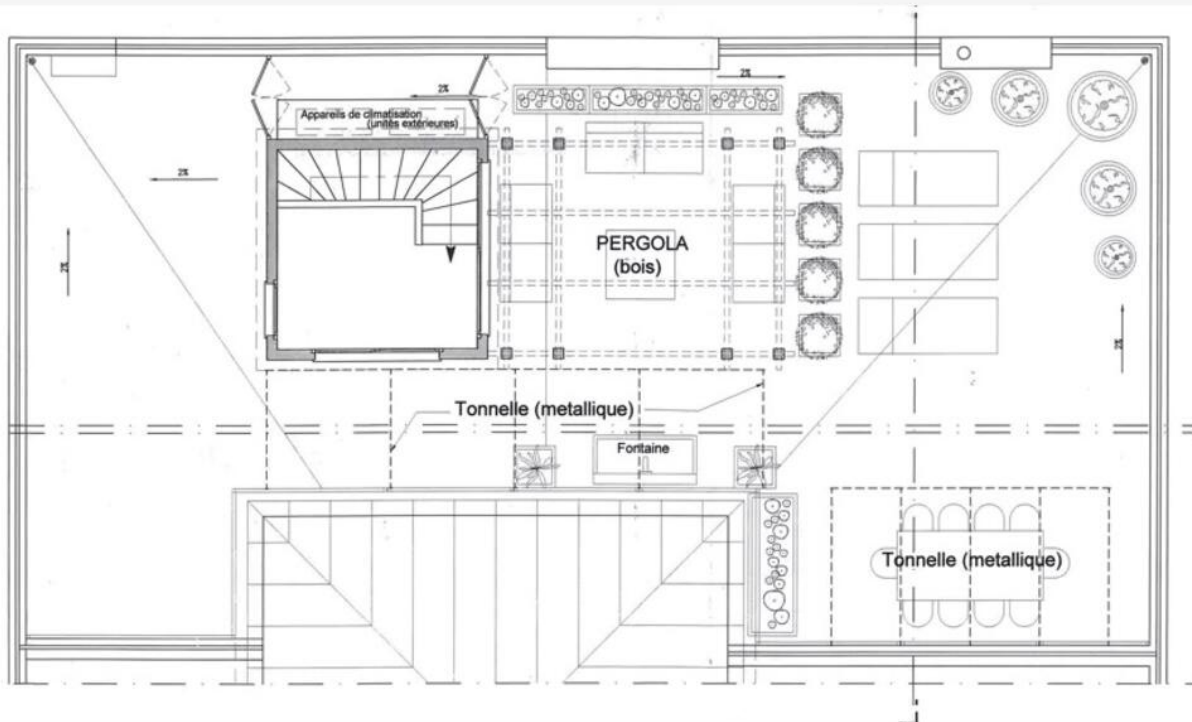 2%
2%
Appareils de climatisation
(unités extérieures)
2%
2%
PERGOLA
(bois)
2%
Tonnelle (metallique)
Fontaine
Tonnelle (metallique)